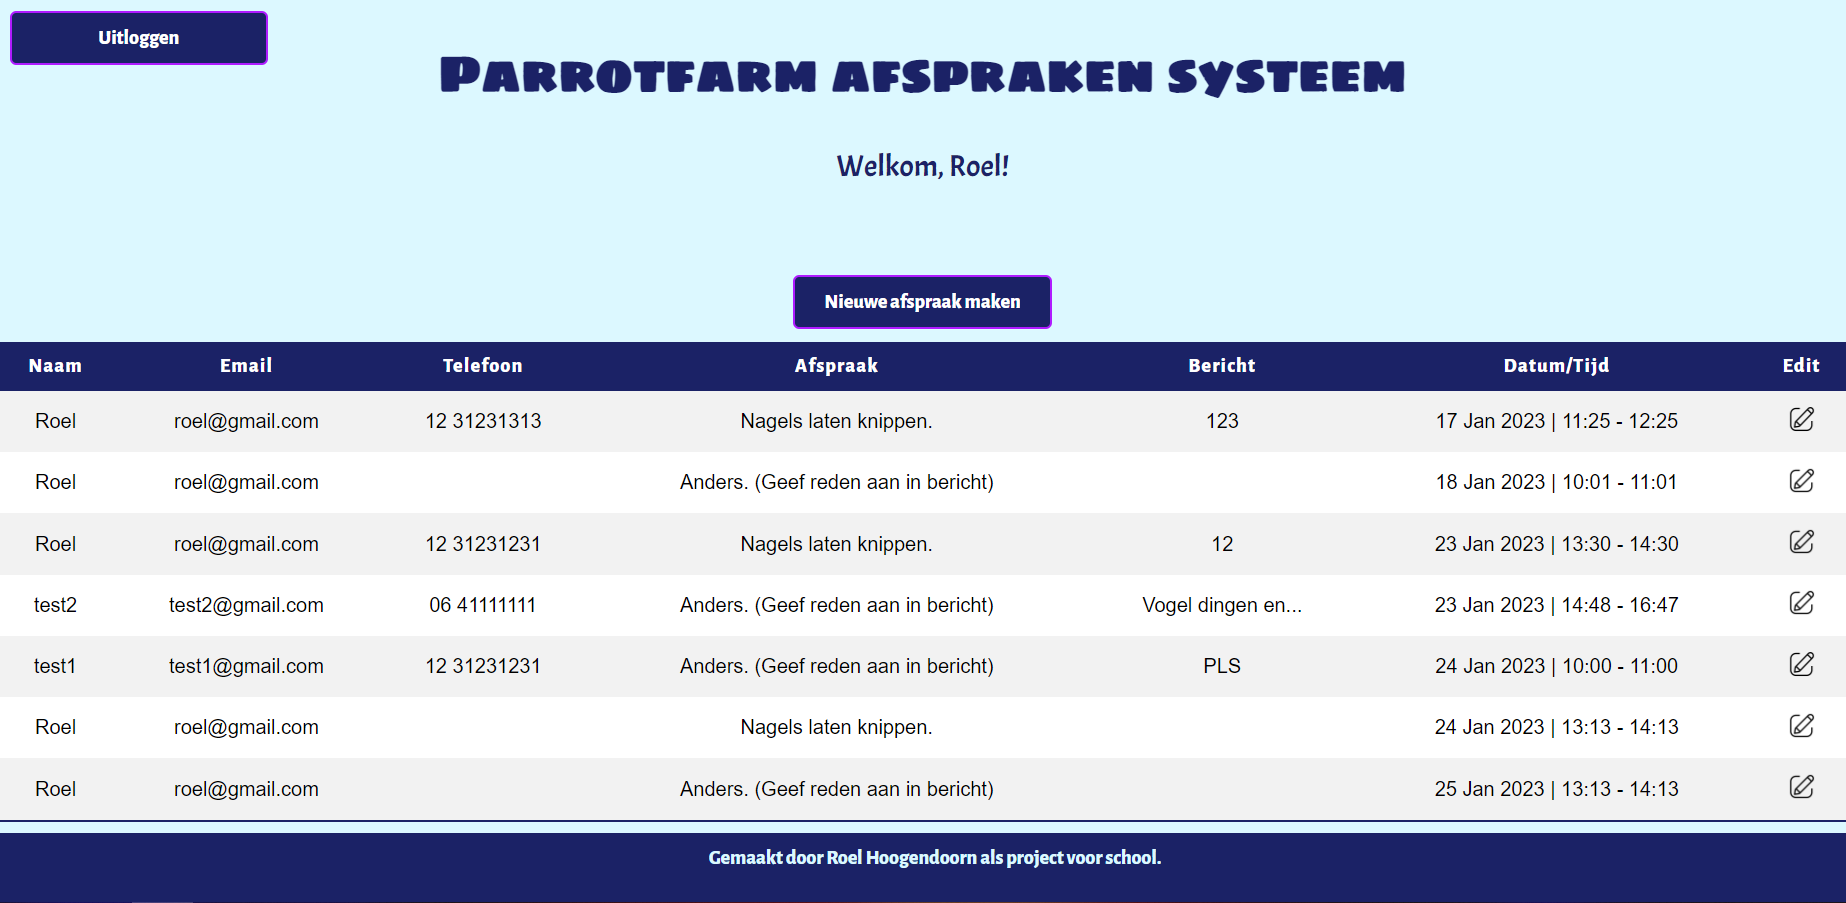 Uitloggen
Parrotfarm afspraken systeem
Welkom, Roel!
Nieuwe afspraak maken
Naam Email Telefoon Afspraak Bericht Datum/Tijd Edit
Roel roel@gmail.com 12 31231313 Nagels laten knippen. 123 17 Jan 2023 | 11:25 - 12:25
Roel roel@gmail.com Anders. (Geef reden aan in bericht) 18 Jan 2023 | 10:01 - 11:01
Roel roel@gmail.com 12 31231231 Nagels laten knippen. 12 23 Jan 2023 | 13:30 - 14:30
test2 test2@gmail.com 06 41111111 Anders. (Geef reden aan in bericht) Vogel dingen en... 23 Jan 2023 | 14:48 - 16:47
test1 test1@gmail.com 12 31231231 Anders. (Geef reden aan in bericht) PLS 24 Jan 2023 | 10:00 - 11:00
Roel roel@gmail.com Nagels laten knippen. 24 Jan 2023 | 13:13 - 14:13
Roel roel@gmail.com Anders. (Geef reden aan in bericht) 25 Jan 2023 | 13:13 - 14:13
Gemaakt door Roel Hoogendoorn als project voor school.